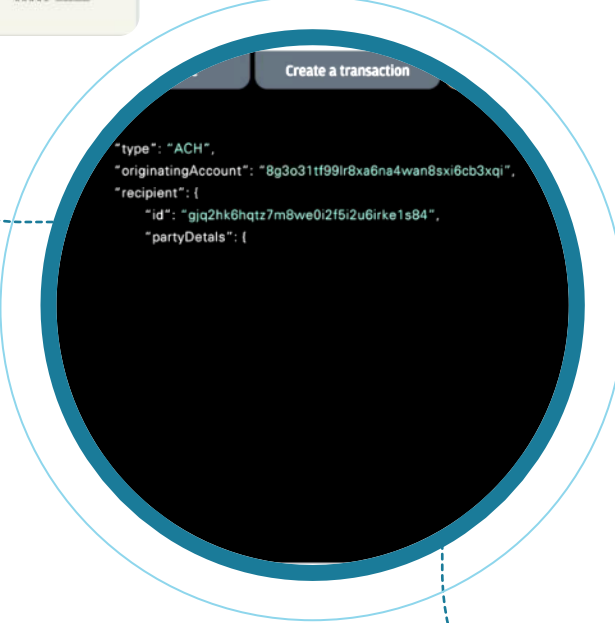 Create a transaction
"type": "ACH",
"originatingAccount": "8g3o31tf99lr8xa6na4wan8sxi6cb3xqi",
"recipient": {
"id": "gjq2hk6hqtz7m8we0i2f5i2u6irke1s84",
"partyDetals": {